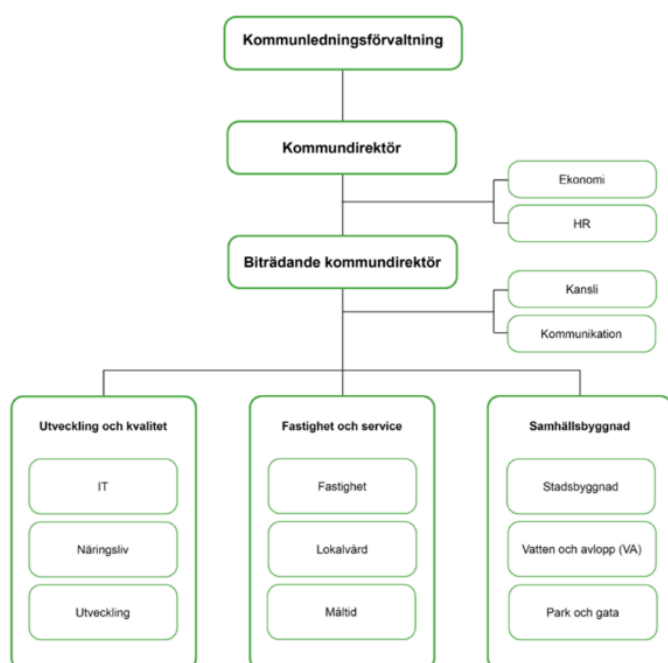 Kommunledningsförvaltning
Kommundirektör
Ekonomi
HR
Biträdande kommundirektör
Kansli
Kommunikation
Utveckling och kvalitet
IT
Näringsliv
Utveckling
Fastighet och service
Fastighet
Lokalvård
Måltid
Samhällsbyggnad
Stadsbyggnad
Vatten och avlopp (VA)
Park och gata